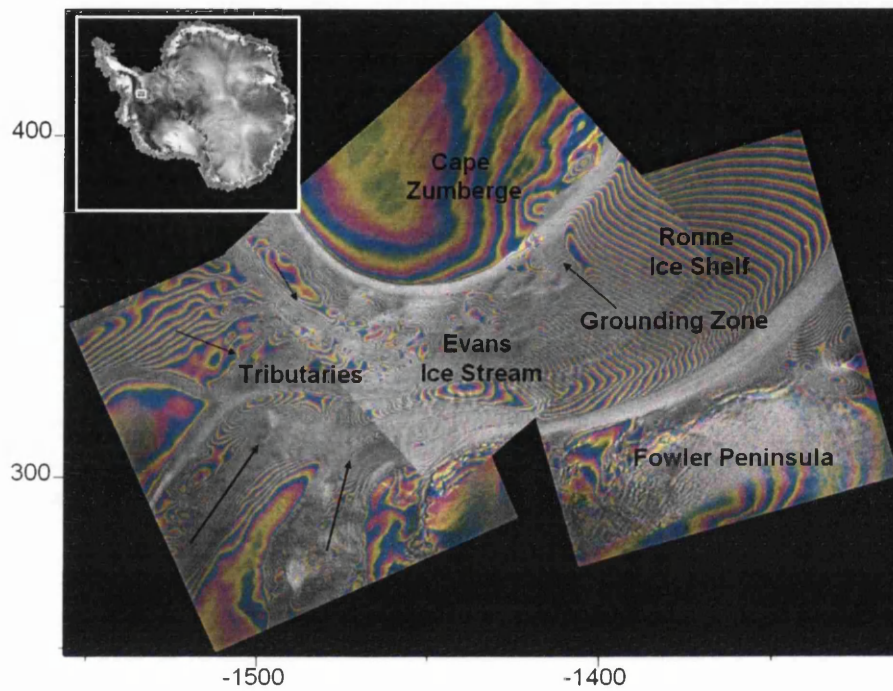 400
300
-1500
-1400
Cape
Zumberge
Ronne
Ice Shelf
Grounding Zone
Evans
Ice Stream
Tributaries
Fowler Peninsula